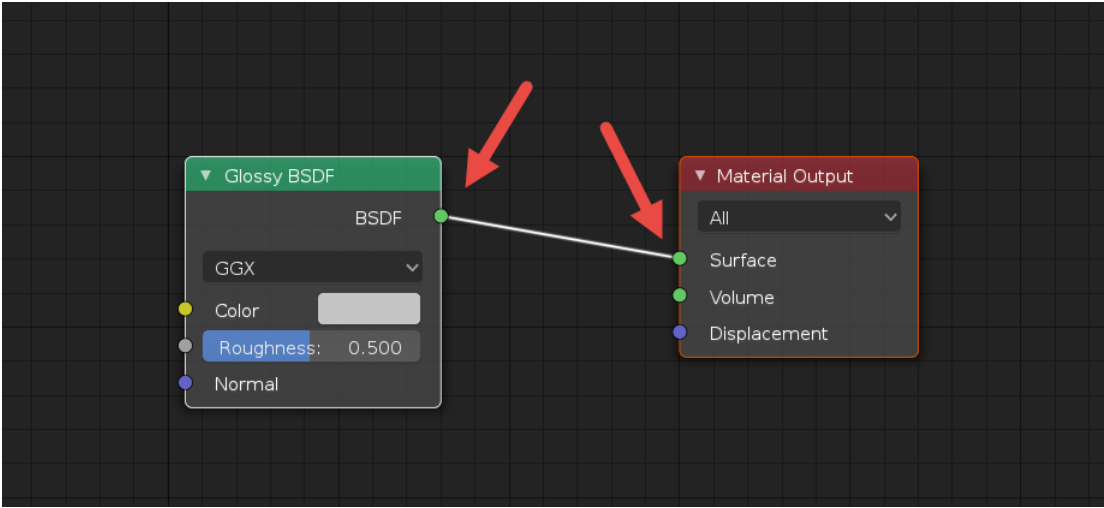 Glossy BSDF
BSDF
GGX
Color
Roughness: 0.500
Normal
Material Output
All
Surface
Volume
Displacement